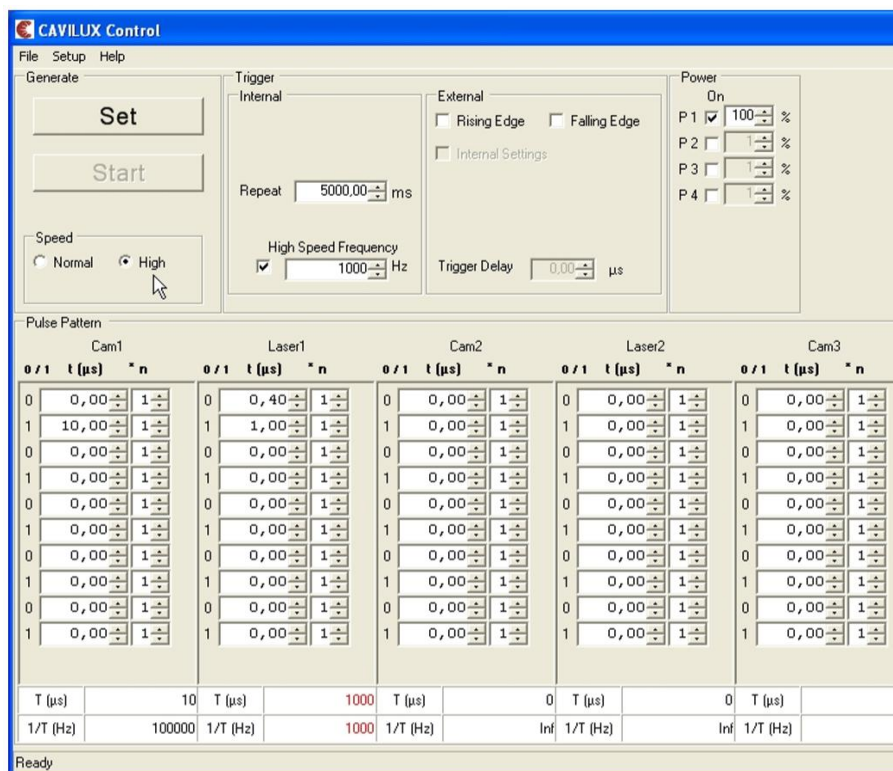 CAVILUX Control
File Setup Help
Generate
Set
Start
Speed
Normal High
Trigger
Internal
Repeat 5000,00 ms
High Speed Frequency
1000 Hz
External
Rising Edge Falling Edge
Internal Settings
Trigger Delay 0,00 µs
Power
On
P 1 100 %
P 2 1 %
P 3 1 %
P 4 1 %
Pulse Pattern
Cam1 Laser1 Cam2 Laser2 Cam3
0 / 1 t (µs) * n 0 / 1 t (µs) * n 0 / 1 t (µs) * n 0 / 1 t (µs) * n 0 / 1 t (µs) * n
0 0,00 1 0 0,40 1 0 0,00 1 0 0,00 1 0 0,00 1
1 10,00 1 1 1,00 1 1 0,00 1 1 0,00 1 1 0,00 1
0 0,00 1 0 0,00 1 0 0,00 1 0 0,00 1 0 0,00 1
1 0,00 1 1 0,00 1 1 0,00 1 1 0,00 1 1 0,00 1
0 0,00 1 0 0,00 1 0 0,00 1 0 0,00 1 0 0,00 1
1 0,00 1 1 0,00 1 1 0,00 1 1 0,00 1 1 0,00 1
0 0,00 1 0 0,00 1 0 0,00 1 0 0,00 1 0 0,00 1
1 0,00 1 1 0,00 1 1 0,00 1 1 0,00 1 1 0,00 1
0 0,00 1 0 0,00 1 0 0,00 1 0 0,00 1 0 0,00 1
1 0,00 1 1 0,00 1 1 0,00 1 1 0,00 1 1 0,00 1
T (µs) 10 T (µs) 1000 T (µs) 0 T (µs) 0 T (µs)
1/T (Hz) 100000 1/T (Hz) 1000 1/T (Hz) Inf 1/T (Hz) Inf 1/T (Hz)
Ready